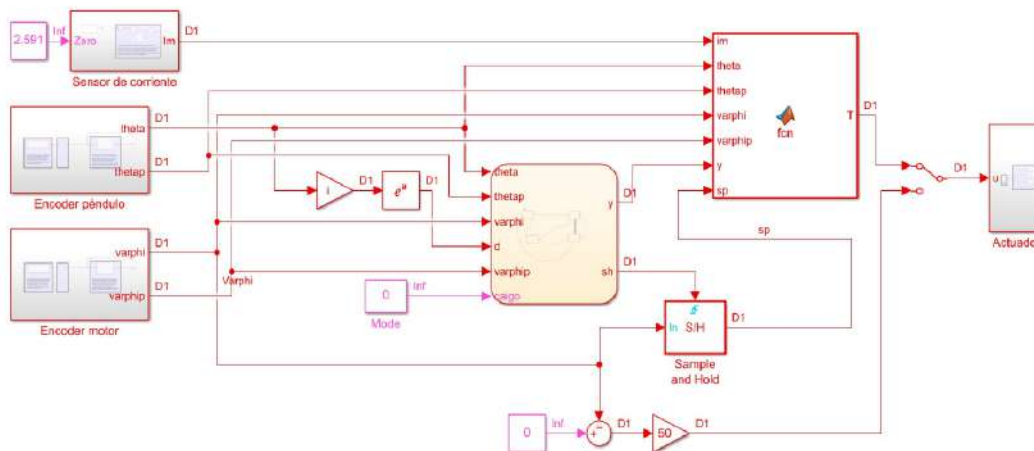 2.591
Inf
Zero
Im
D1
Sensor de corriente
theta
D1
thetap
D1
Encoder péndulo
varphi
D1
varphip
D1
Encoder motor
Varphi
i
D1
e^u
D1
0
Inf
Mode
theta
thetap
varphi
d
varphip
y
D1
sh
D1
im
theta
thetap
varphi
varphip
y
sp
fcn
T
D1
sp
In
S/H
D1
Sample
and Hold
0
Inf
+
−
D1
50
D1
D1
u